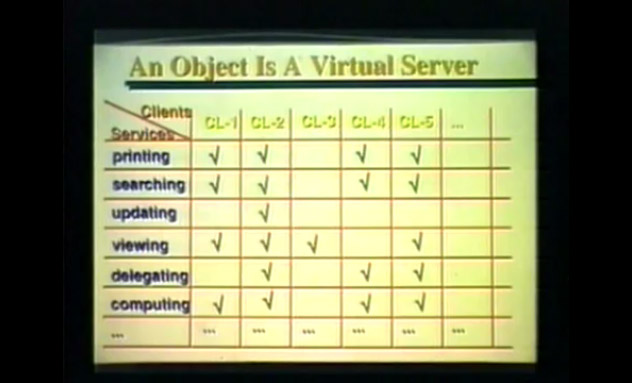 An Object Is A Virtual Server
Clients
Services
CL-1 CL-2 CL-3 CL-4 CL-5 ...
printing √ √ √ √
searching √ √ √ √
updating √
viewing √ √ √ √
delegating √ √ √
computing √ √ √ √
... ... ... ... ... ... ...